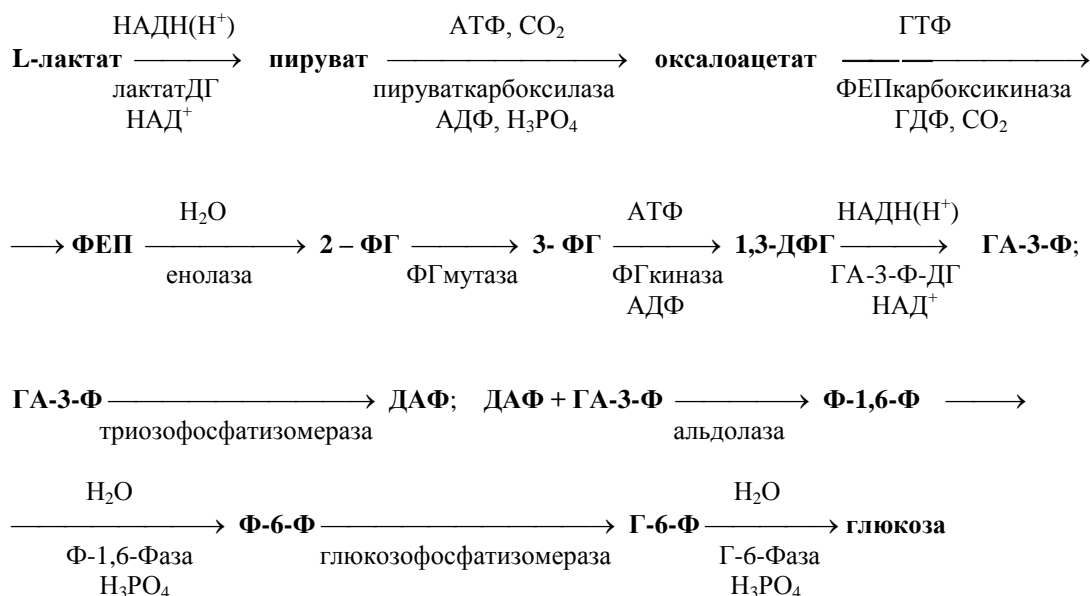 НАДН(Н⁺) АТФ, СО₂ ГТФ
L-лактат ⟶ пируват ⟶ оксалоацетат ⟶
лактатДГ пируваткарбоксилаза ФЕПкарбоксикиназа
НАД⁺ АДФ, Н₃РО₄ ГДФ, СО₂
Н₂О АТФ НАДН(Н⁺)
⟶ ФЕП ⟶ 2 – ФГ ⟶ 3- ФГ ⟶ 1,3-ДФГ ⟶ ГА-3-Ф;
енолаза ФГмутаза ФГкиназа ГА-3-Ф-ДГ
АДФ НАД⁺
ГА-3-Ф ⟶ ДАФ; ДАФ + ГА-3-Ф ⟶ Ф-1,6-Ф ⟶
триозофосфатизомераза альдолаза
Н₂О Н₂О
⟶ Ф-6-Ф ⟶ Г-6-Ф ⟶ глюкоза
Ф-1,6-Фаза глюкозофосфатизомераза Г-6-Фаза
Н₃РО₄ Н₃РО₄